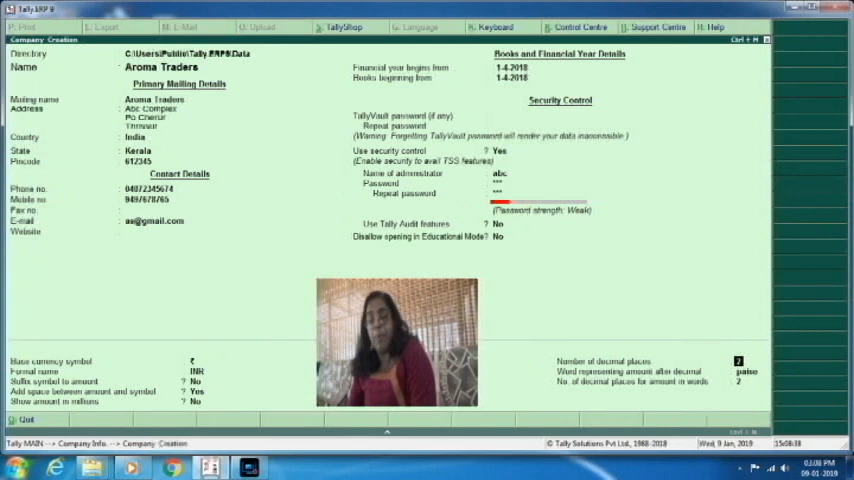 Tally.ERP 9
P: Print E: Export M: E-Mail O: Upload S: TallyShop G: Language K: Keyboard K: Control Centre H: Support Centre H: Help
Company Creation Ctrl + M
Directory : C:\Users\Public\Tally.ERP9\Data
Name : Aroma Traders
Primary Mailing Details
Mailing name : Aroma Traders
Address : Abc Complex
Po Cherur
Thrissur
Country : India
State : Kerala
Pincode : 612345
Contact Details
Phone no. : 04872345674
Mobile no. : 9497678765
Fax no. :
E-mail : as@gmail.com
Website :
Books and Financial Year Details
Financial year begins from : 1-4-2018
Books beginning from : 1-4-2018
Security Control
TallyVault password (if any) :
Repeat password :
(Warning: Forgetting TallyVault password will render your data inaccessible.)
Use security control ? Yes
(Enable security to avail TSS features)
Name of administrator : abc
Password : ***
Repeat password : ***
(Password strength: Weak)
Use Tally Audit features ? No
Disallow opening in Educational Mode? No
Base currency symbol : ₹
Formal name : INR
Suffix symbol to amount ? No
Add space between amount and symbol ? Yes
Show amount in millions ? No
Number of decimal places : 2
Word representing amount after decimal : paise
No. of decimal places for amount in words : 2
Q: Quit
Tally MAIN --> Company Info. --> Company Creation © Tally Solutions Pvt Ltd., 1988-2018 Wed, 9 Jan, 2019 15:08:38
03:08 PM
09-01-2019